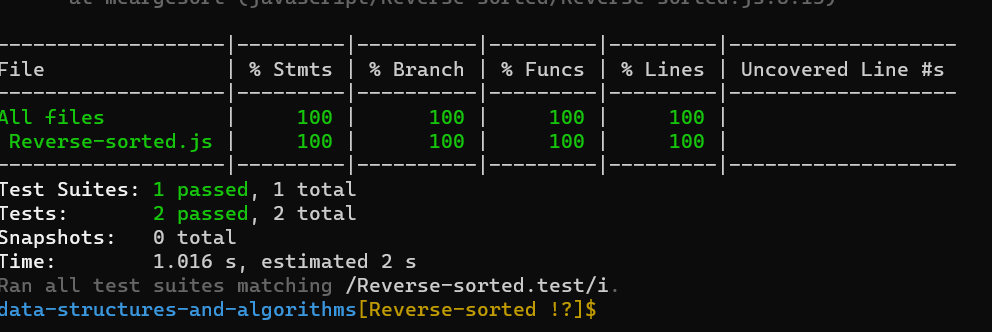 at mergesort (javascript/Reverse-sorted/Reverse-sorted.js:8:13)
-------------------|---------|----------|---------|---------|-------------------
File               | % Stmts | % Branch | % Funcs | % Lines | Uncovered Line #s
-------------------|---------|----------|---------|---------|-------------------
All files          |     100 |      100 |     100 |     100 |
 Reverse-sorted.js |     100 |      100 |     100 |     100 |
-------------------|---------|----------|---------|---------|-------------------
Test Suites: 1 passed, 1 total
Tests:       2 passed, 2 total
Snapshots:   0 total
Time:        1.016 s, estimated 2 s
Ran all test suites matching /Reverse-sorted.test/i.
data-structures-and-algorithms[Reverse-sorted !?]$